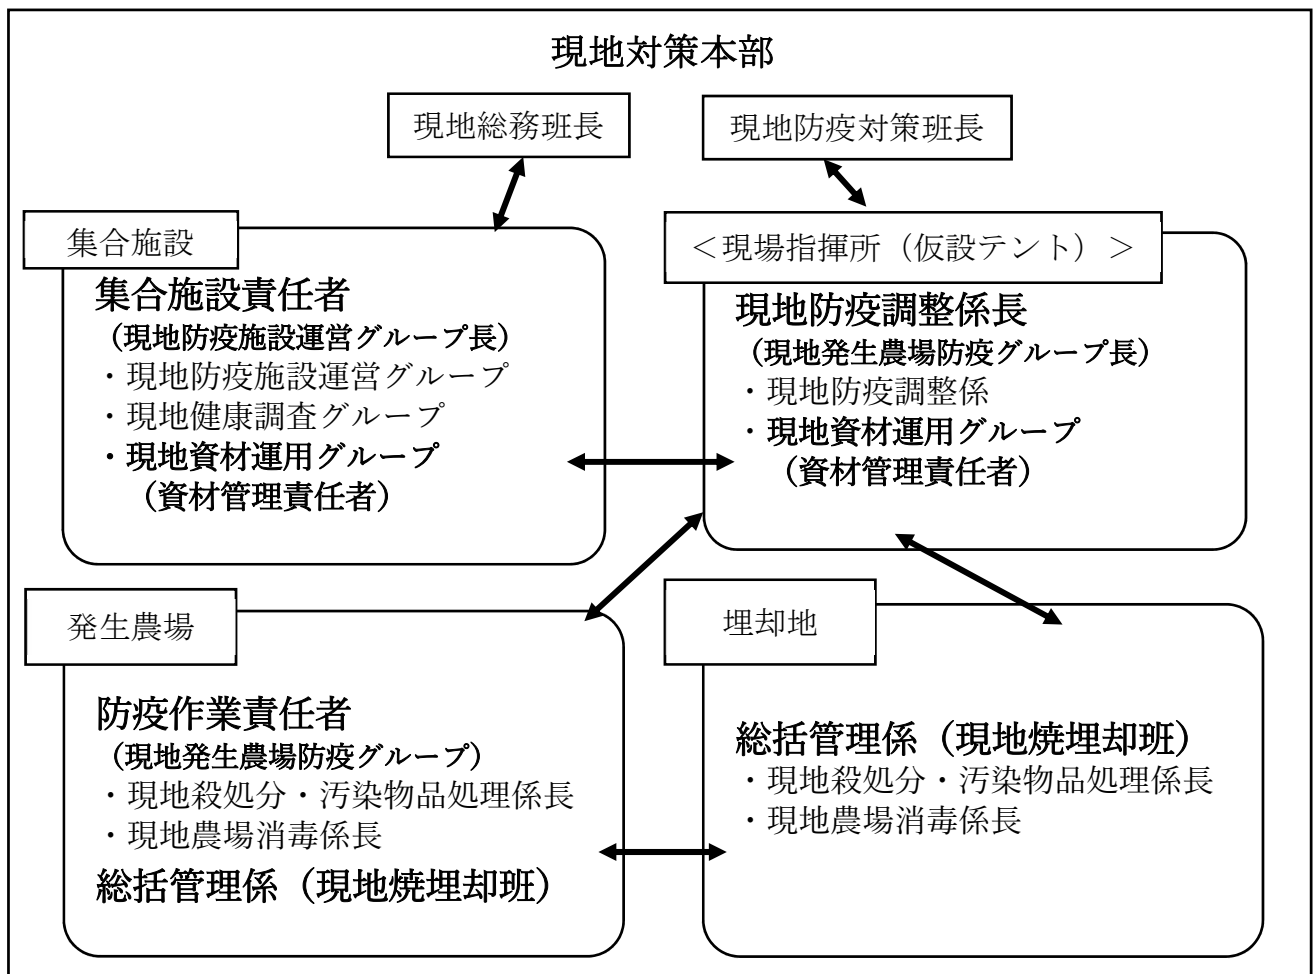 現地対策本部
現地総務班長
現地防疫対策班長
集合施設
集合施設責任者
（現地防疫施設運営グループ長）
・現地防疫施設運営グループ
・現地健康調査グループ
・現地資材運用グループ
（資材管理責任者）
＜現場指揮所（仮設テント）＞
現地防疫調整係長
（現地発生農場防疫グループ長）
・現地防疫調整係
・現地資材運用グループ
（資材管理責任者）
発生農場
防疫作業責任者
（現地発生農場防疫グループ）
・現地殺処分・汚染物品処理係長
・現地農場消毒係長
総括管理係（現地焼埋却班）
埋却地
総括管理係（現地焼埋却班）
・現地殺処分・汚染物品処理係長
・現地農場消毒係長